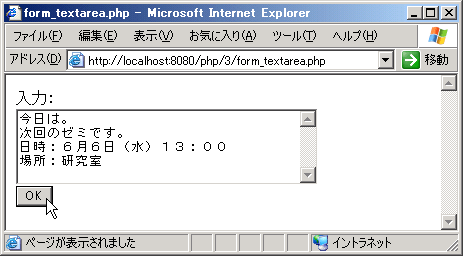 form_textarea.php - Microsoft Internet Explorer
ファイル(F) 編集(E) 表示(V) お気に入り(A) ツール(T) ヘルプ(H)
アドレス(D) http://localhost:8080/php/3/form_textarea.php 移動
入力:
今日は。
次回のゼミです。
日時：６月６日（水）１３：００
場所：研究室
OK
ページが表示されました イントラネット